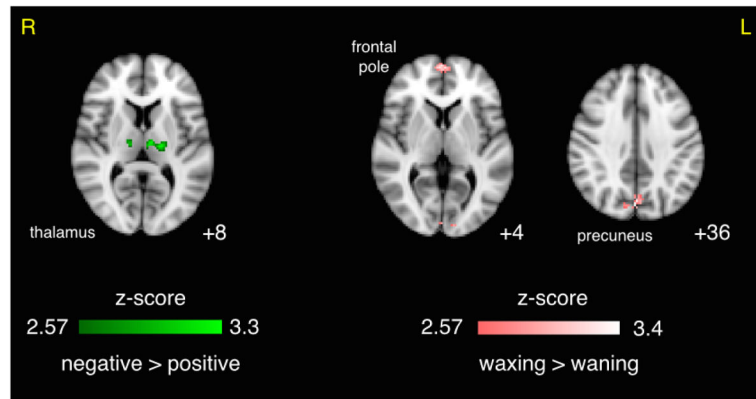 R
L
frontal
pole
thalamus
+8
+4
precuneus
+36
z-score
2.57
3.3
negative > positive
z-score
2.57
3.4
waxing > waning